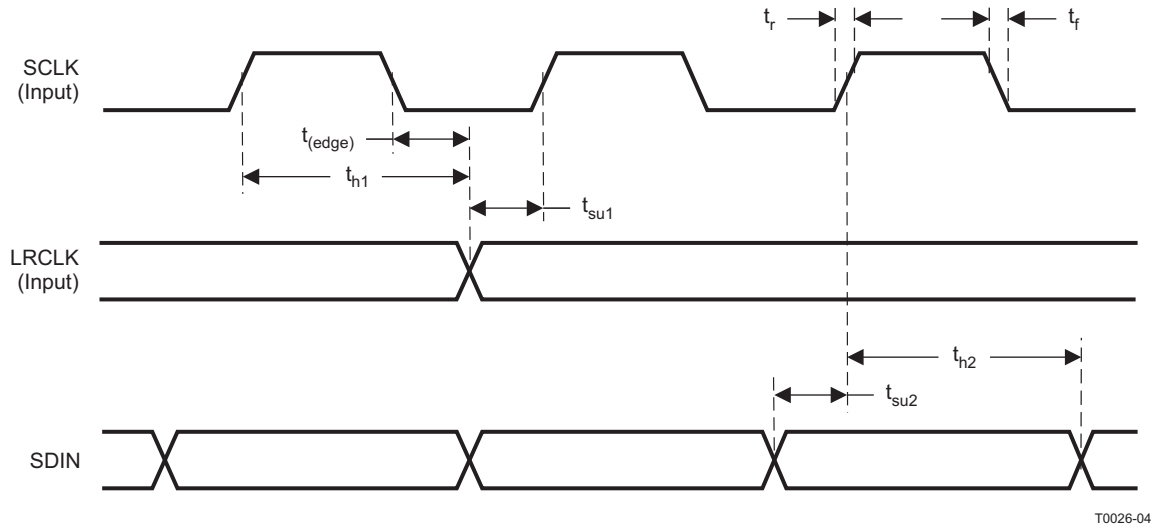 t_r
t_f
SCLK
(Input)
t_(edge)
t_h1
t_su1
LRCLK
(Input)
t_h2
t_su2
SDIN
T0026-04